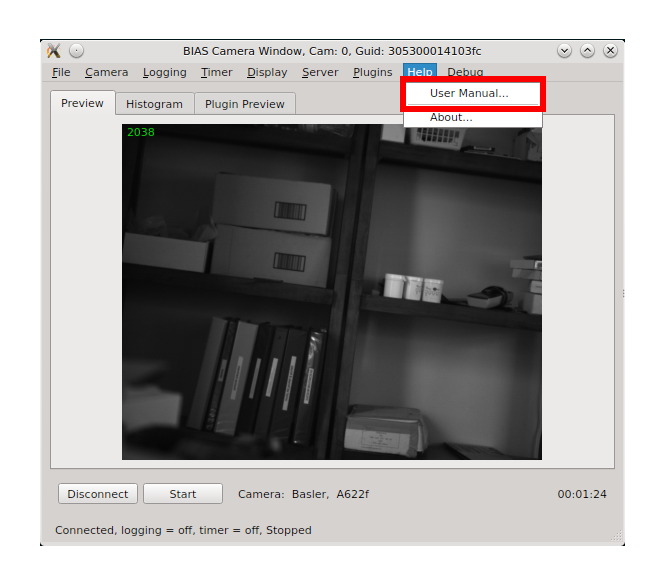 BIAS Camera Window, Cam: 0, Guid: 305300014103fc
File Camera Logging Timer Display Server Plugins Help Debug
User Manual...
About...
Preview Histogram Plugin Preview
2038
Disconnect Start Camera: Basler, A622f 00:01:24
Connected, logging = off, timer = off, Stopped